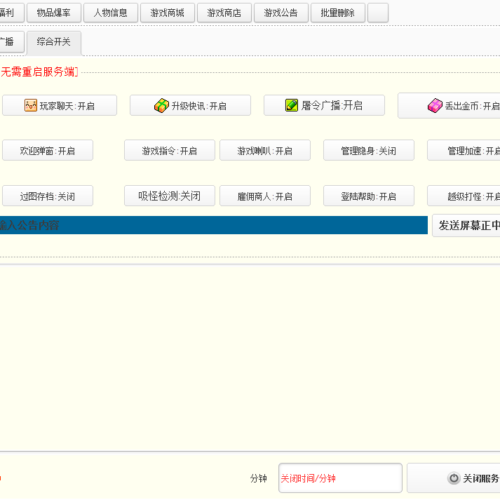 福利 物品爆率 人物信息 游戏商城 游戏商店 游戏公告 批量刪除
广播 综合开关
无需重启服务端]
玩家聊天:开启 升级快讯:开启 屠令广播:开启 丢出金币:开启
欢迎弹窗:开启 游戏指令:开启 游戏喇叭:开启 管理隐身:关闭 管理加速:开启
过图存档:关闭 吸怪检测:关闭 雇佣商人:开启 登陆帮助:开启 越级打怪:开启
输入公告内容 发送屏幕正中
分钟 关闭时间/分钟 关闭服务